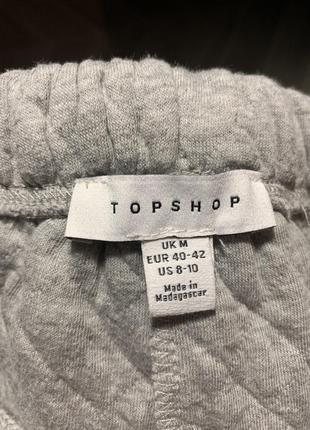 TOPSHOP
UK M
EUR 40-42
US 8-10
Made in
Madagascar